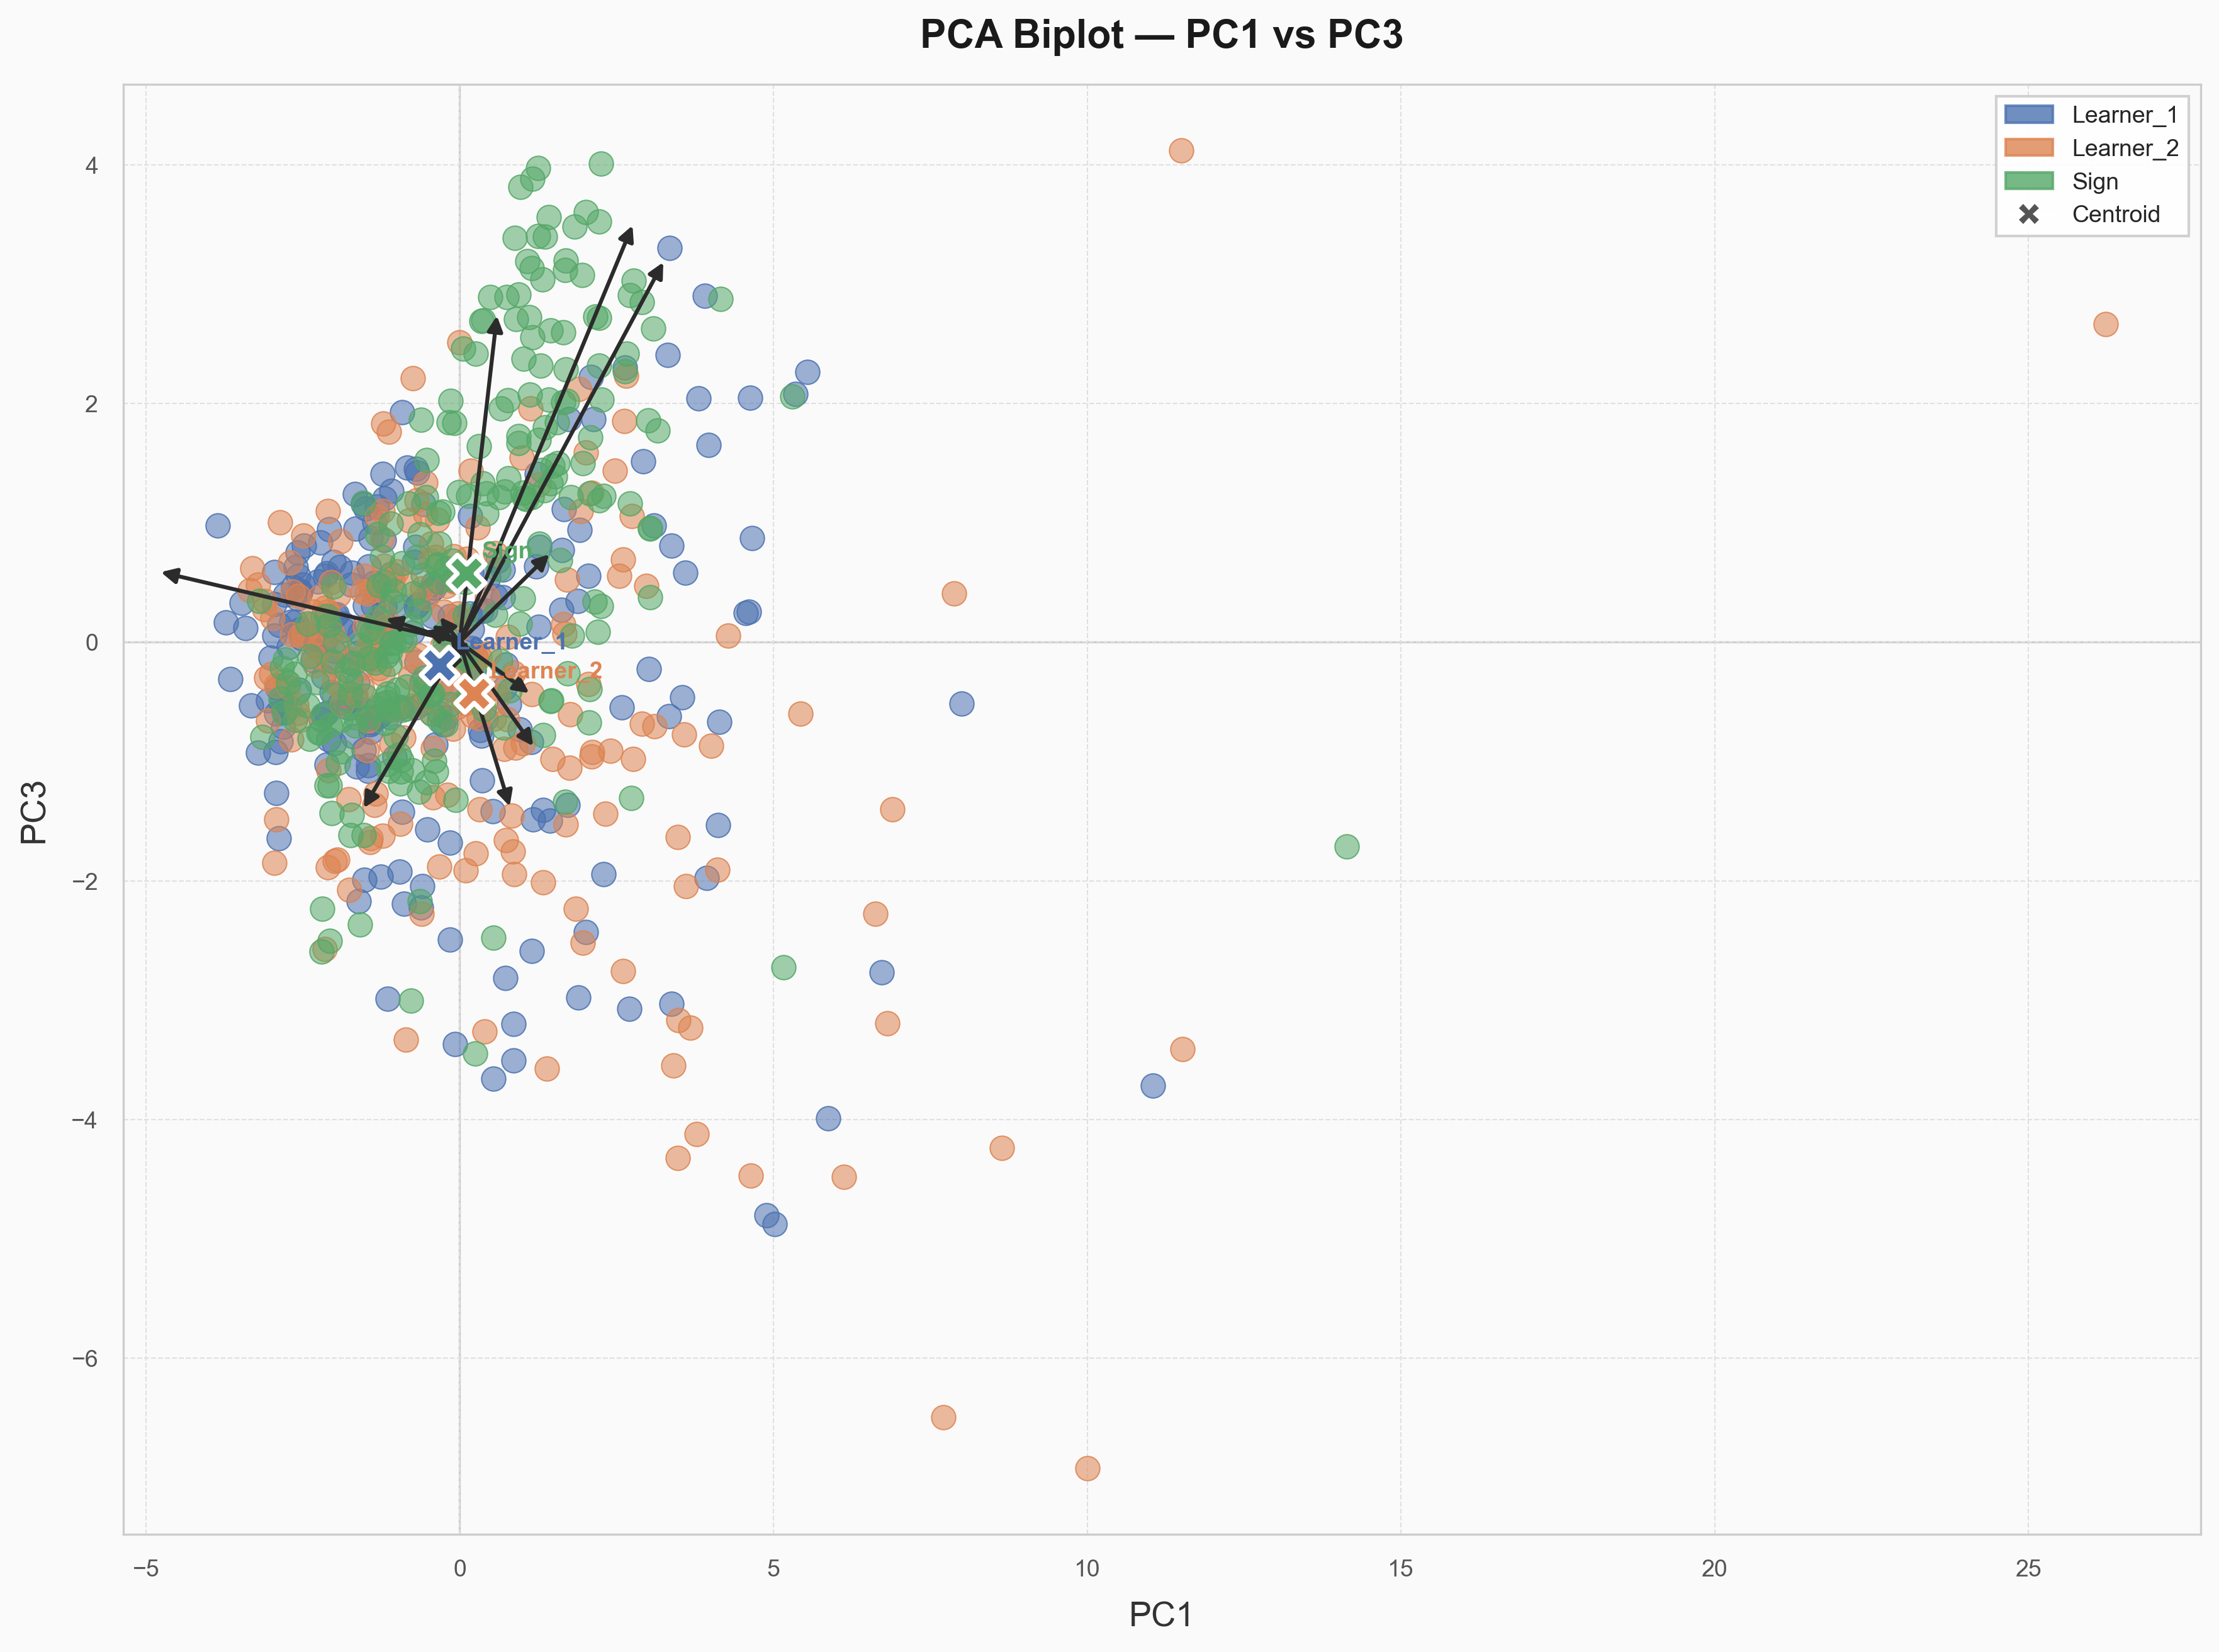 PCA Biplot — PC1 vs PC3
Learner_1
Learner_2
Sign
Centroid
4
2
0
−2
−4
−6
PC3
Sign
Learner_1
Learner_2
−5
0
5
10
15
20
25
PC1